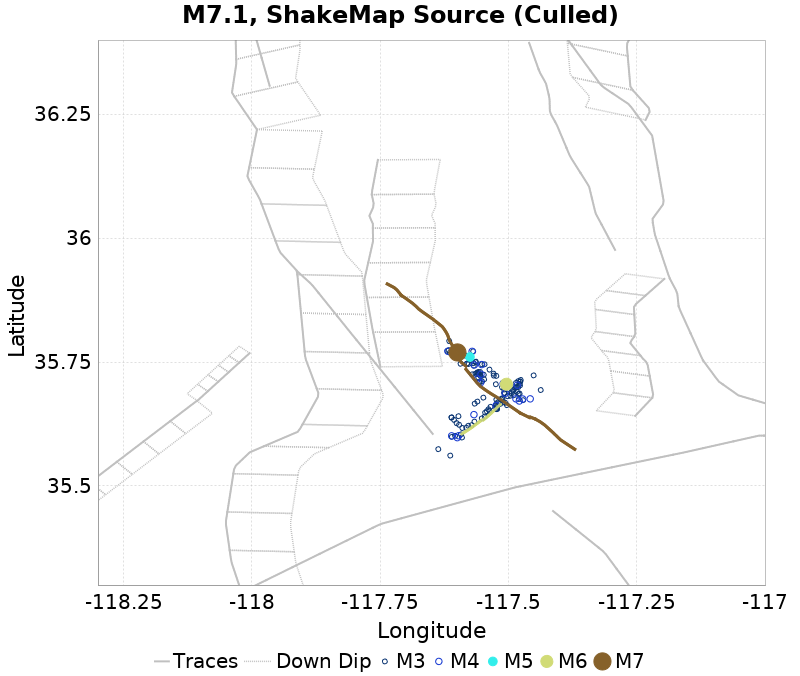 M7.1, ShakeMap Source (Culled)
36.25
36
35.75
35.5
Latitude
-118.25 -118 -117.75 -117.5 -117.25 -117
Longitude
Traces Down Dip M3 M4 M5 M6 M7